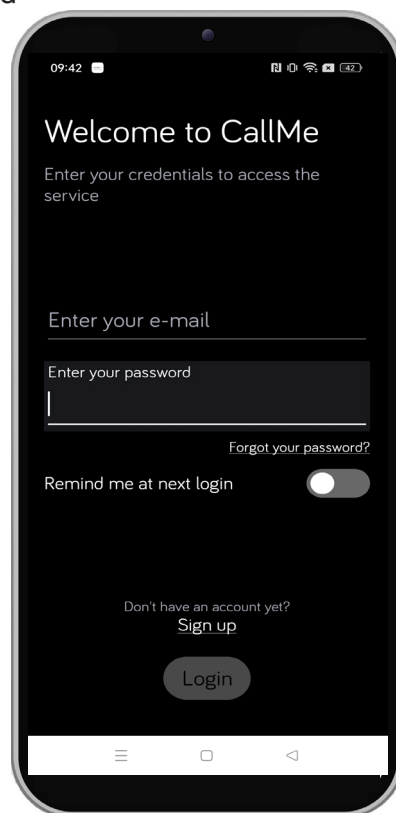 09:42
42
Welcome to CallMe
Enter your credentials to access the
service
Enter your e-mail
Enter your password
Forgot your password?
Remind me at next login
Don't have an account yet?
Sign up
Login